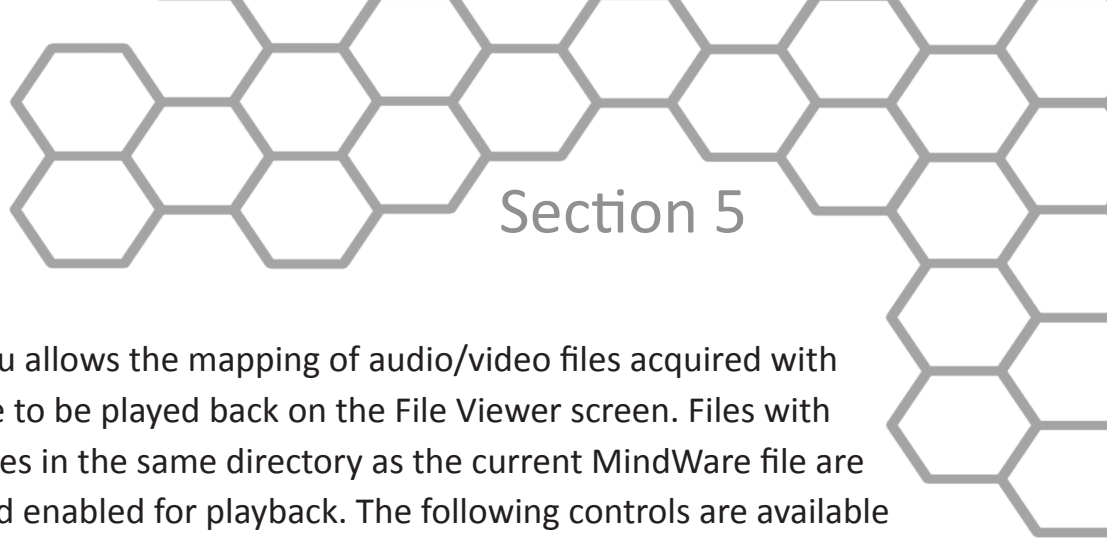 Section 5
u allows the mapping of audio/video files acquired with
e to be played back on the File Viewer screen. Files with
es in the same directory as the current MindWare file are
d enabled for playback. The following controls are available